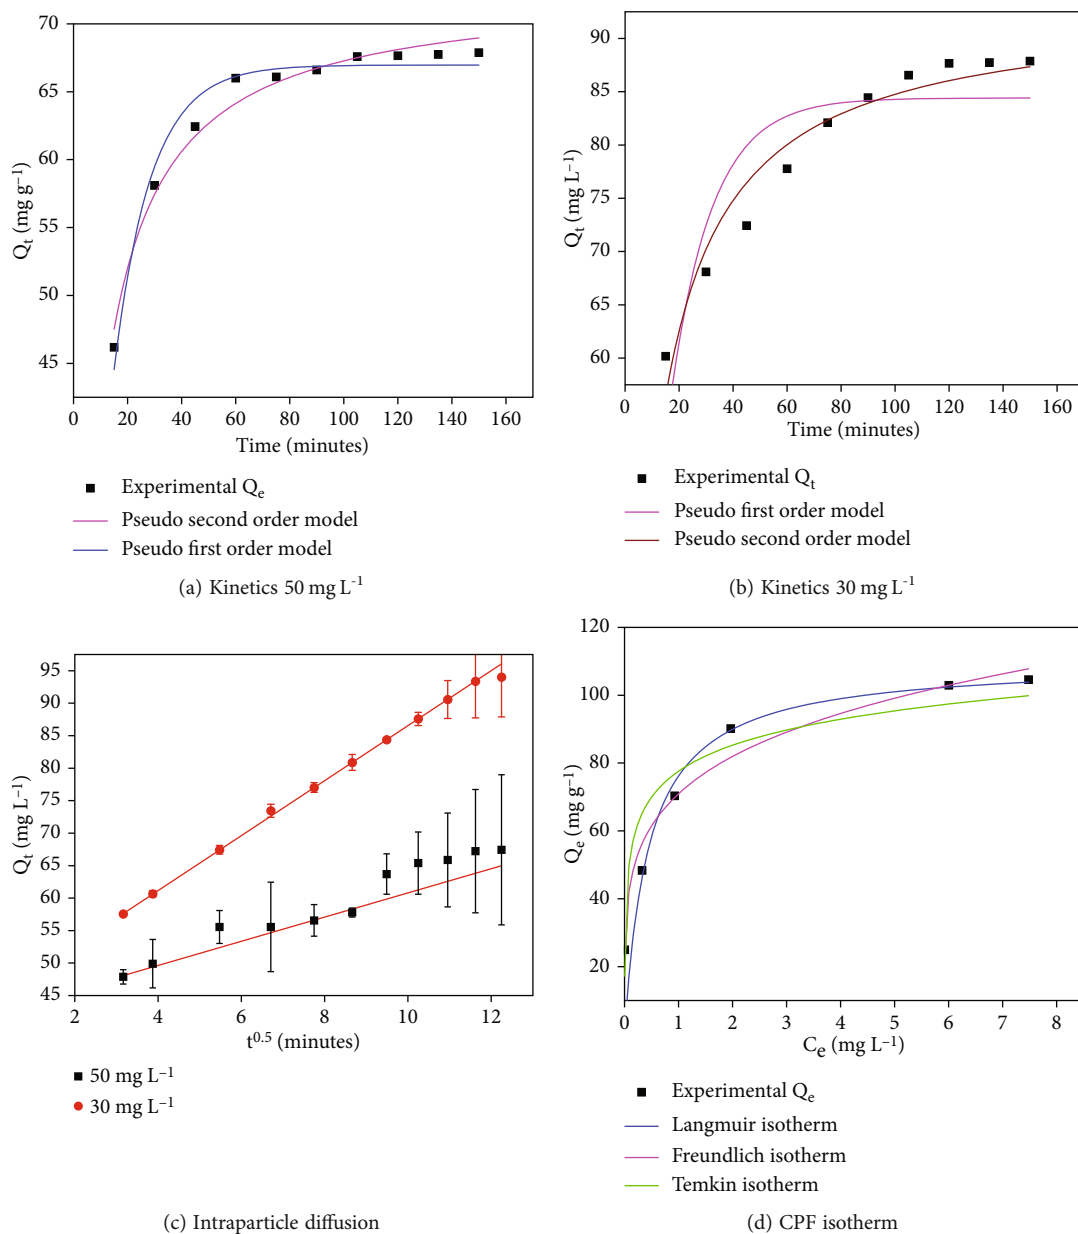 70
65
60
55
50
45
Qt (mg g–1)
0 20 40 60 80 100 120 140 160
Time (minutes)
Experimental Qe
Pseudo second order model
Pseudo first order model
(a) Kinetics 50 mg L-1
90
85
80
75
70
65
60
Qt (mg L–1)
0 20 40 60 80 100 120 140 160
Time (minutes)
Experimental Qt
Pseudo first order model
Pseudo second order model
(b) Kinetics 30 mg L-1
95
90
85
80
75
70
65
60
55
50
45
Qt (mg L–1)
2 4 6 8 10 12
t0.5 (minutes)
50 mg L–1
30 mg L–1
(c) Intraparticle diffusion
120
100
80
60
40
20
Qe (mg g–1)
0 1 2 3 4 5 6 7 8
Ce (mg L–1)
Experimental Qe
Langmuir isotherm
Freundlich isotherm
Temkin isotherm
(d) CPF isotherm